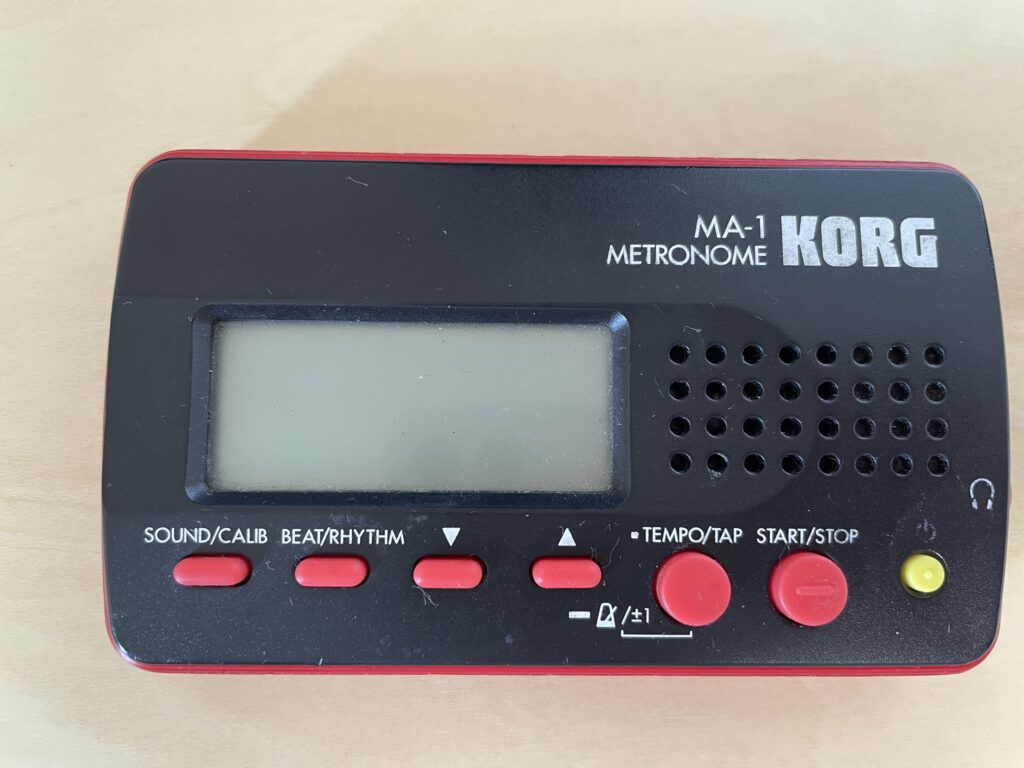 MA-1
METRONOME KORG
SOUND/CALIB BEAT/RHYTHM ▼ ▲ TEMPO/TAP START/STOP
/±1